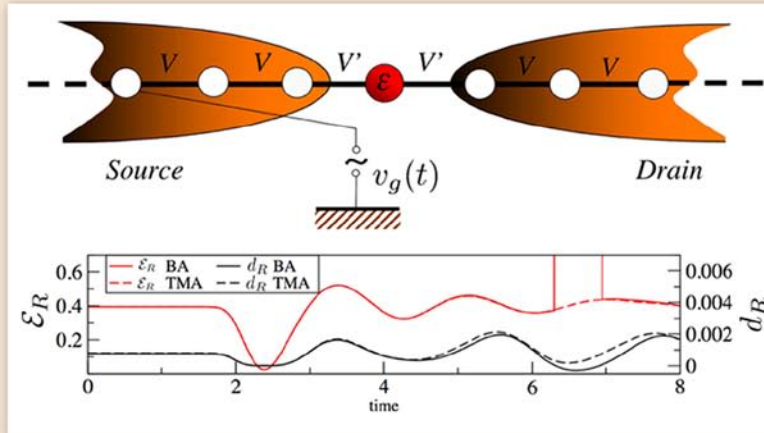 V V V' ε V' V V
Source Drain
~ v_g(t)
ε_R BA d_R BA
ε_R TMA d_R TMA
0.6 0.006
0.4 0.004
0.2 0.002
0
ε_R d_R
0 2 4 6 8
time